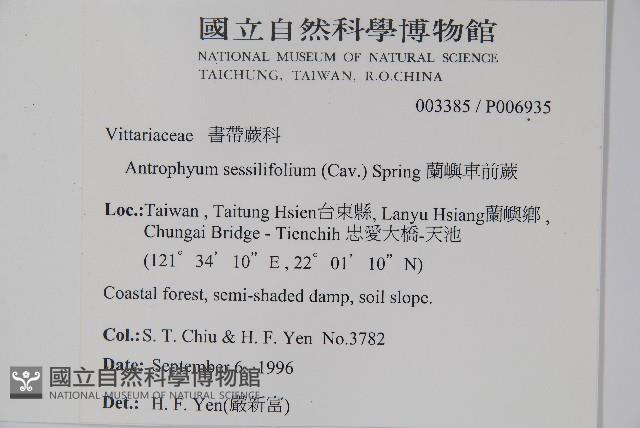 國立自然科學博物館
NATIONAL MUSEUM OF NATURAL SCIENCE
TAICHUNG, TAIWAN, R.O.CHINA
003385 / P006935
Vittariaceae 書帶蕨科
Antrophyum sessilifolium (Cav.) Spring 蘭嶼車前蕨
Loc.:Taiwan , Taitung Hsien台東縣, Lanyu Hsiang蘭嶼鄉 ,
Chungai Bridge - Tienchih 忠愛大橋-天池
(121° 34' 10" E , 22° 01' 10" N)
Coastal forest, semi-shaded damp, soil slope.
Col.: S. T. Chiu & H. F. Yen No.3782
Date: September 6, 1996
國立自然科學博物館
NATIONAL MUSEUM OF NATURAL SCIENCE
Det.: H. F. Yen(嚴新富)